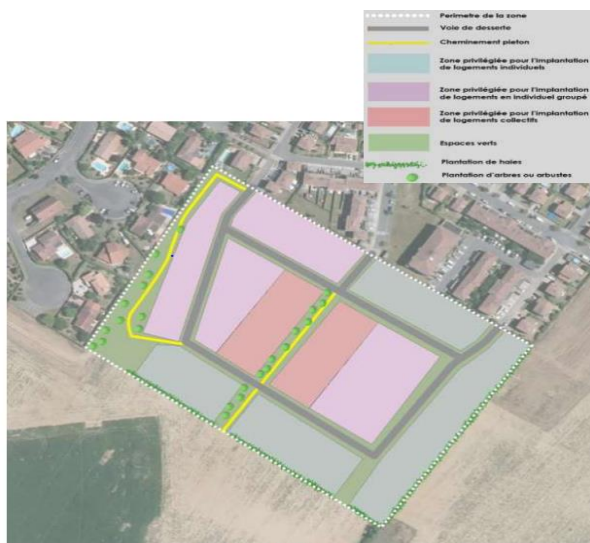 Périmetre de la zone
Voie de desserte
Cheminement pieton
Zone privilégiée pour l'implantation
de logements individuels
Zone privilégiée pour l'implantation
de logements en individuel groupé
Zone privilégiée pour l'implantation
de logements collectifs
Espaces verts
Plantation de haies
Plantation d'arbres ou arbustes